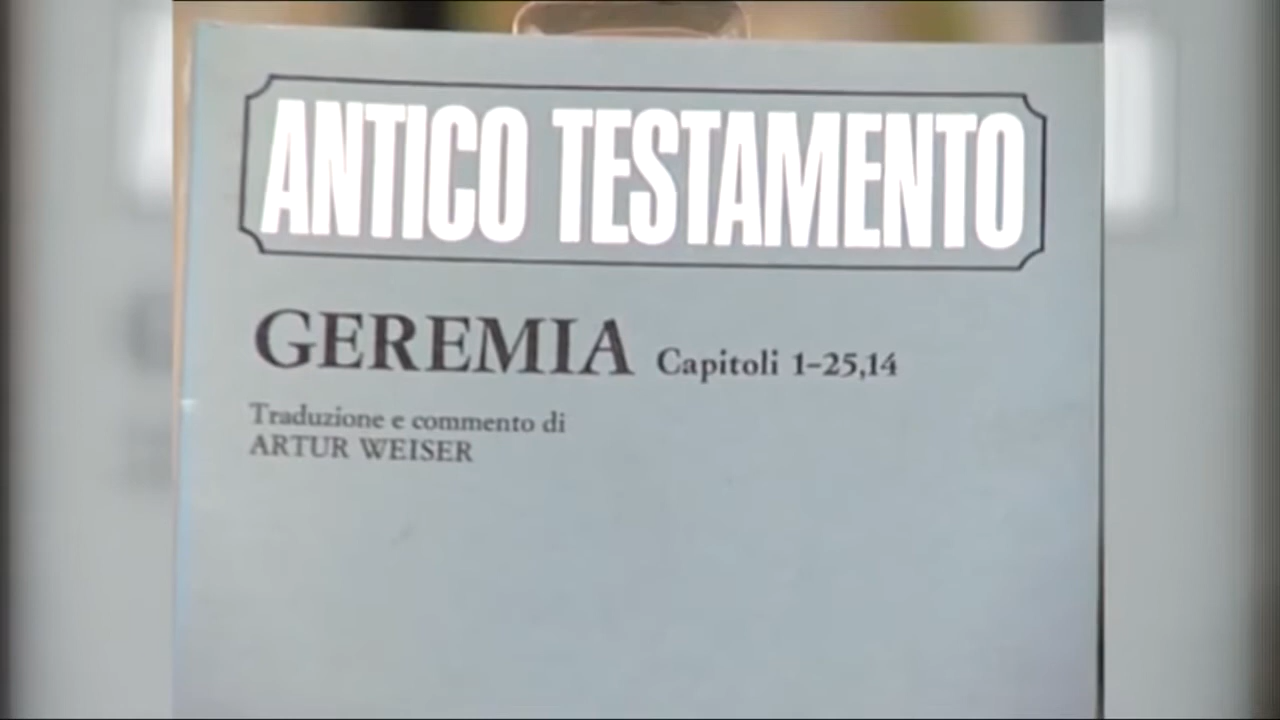 ANTICO TESTAMENTO
GEREMIA Capitoli 1-25,14
Traduzione e commento di
ARTUR WEISER